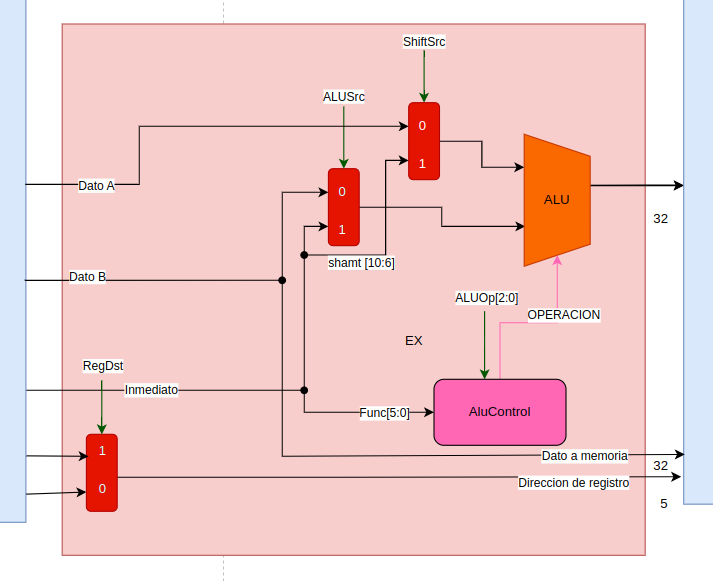 ShiftSrc
ALUSrc
0
1
Dato A
0
1
ALU
32
shamt [10:6]
Dato B
ALUOp[2:0]
OPERACION
EX
RegDst
Inmediato
Func[5:0]
AluControl
1
0
Dato a memoria
32
Direccion de registro
5